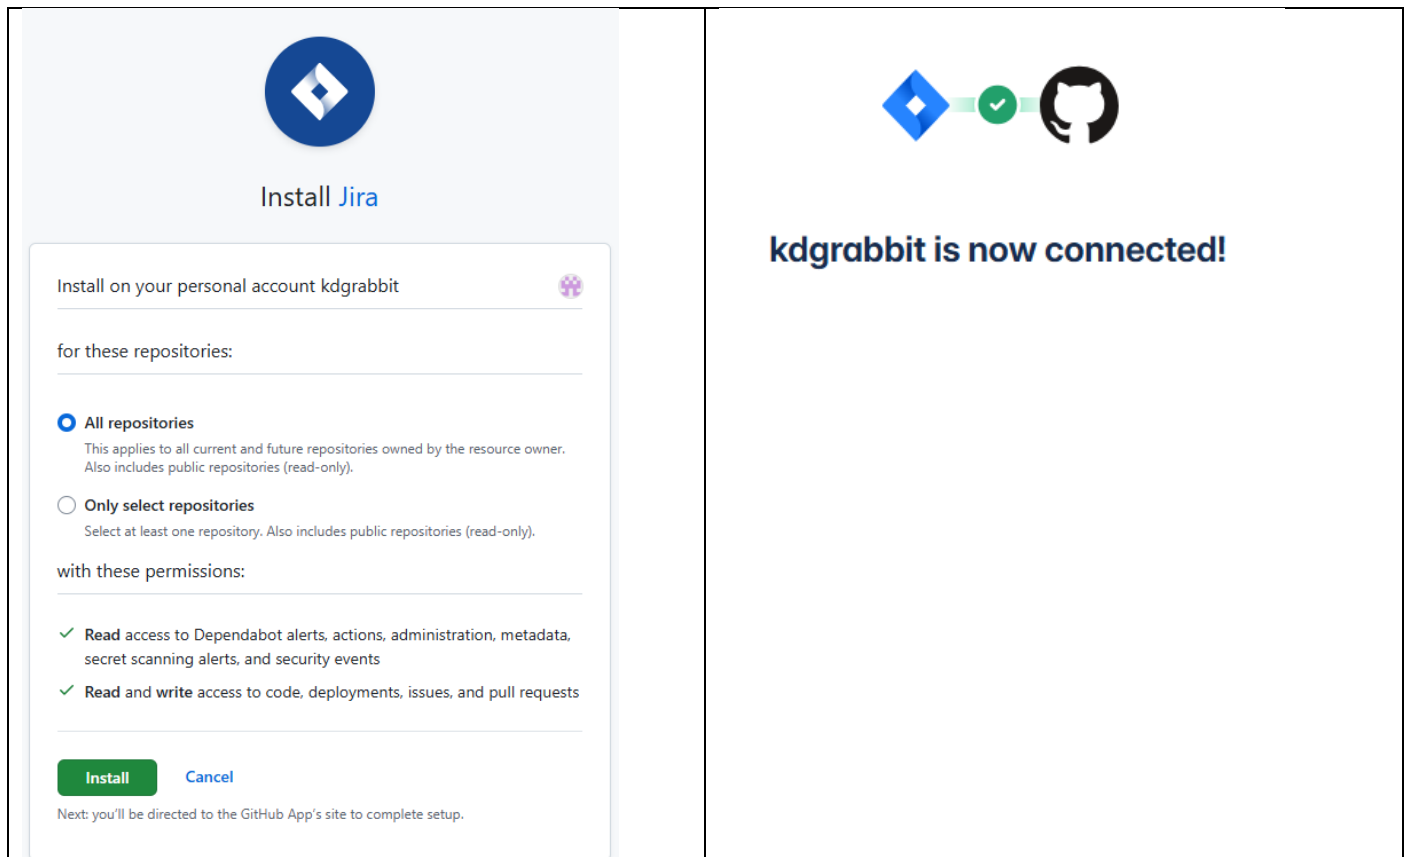 Install Jira
Install on your personal account kdgrabbit
for these repositories:
All repositories
This applies to all current and future repositories owned by the resource owner.
Also includes public repositories (read-only).
Only select repositories
Select at least one repository. Also includes public repositories (read-only).
with these permissions:
Read access to Dependabot alerts, actions, administration, metadata,
secret scanning alerts, and security events
Read and write access to code, deployments, issues, and pull requests
Install Cancel
Next: you'll be directed to the GitHub App's site to complete setup.
kdgrabbit is now connected!